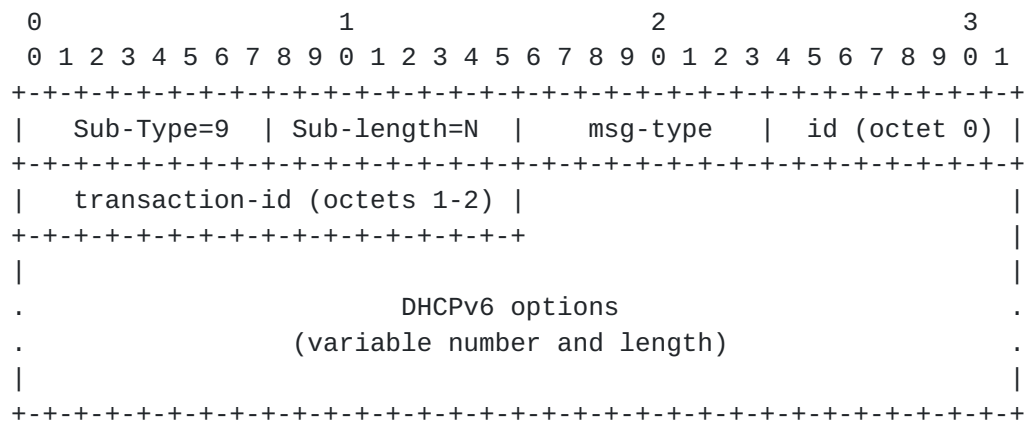 0                   1                   2                   3
 0 1 2 3 4 5 6 7 8 9 0 1 2 3 4 5 6 7 8 9 0 1 2 3 4 5 6 7 8 9 0 1
+-+-+-+-+-+-+-+-+-+-+-+-+-+-+-+-+-+-+-+-+-+-+-+-+-+-+-+-+-+-+-+-+
|   Sub-Type=9  | Sub-length=N  |    msg-type   |  id (octet 0) |
+-+-+-+-+-+-+-+-+-+-+-+-+-+-+-+-+-+-+-+-+-+-+-+-+-+-+-+-+-+-+-+-+
|   transaction-id (octets 1-2) |                               |
+-+-+-+-+-+-+-+-+-+-+-+-+-+-+-+-+                               |
|                                                               |
.                        DHCPv6 options                         .
.                 (variable number and length)                  .
|                                                               |
+-+-+-+-+-+-+-+-+-+-+-+-+-+-+-+-+-+-+-+-+-+-+-+-+-+-+-+-+-+-+-+-+